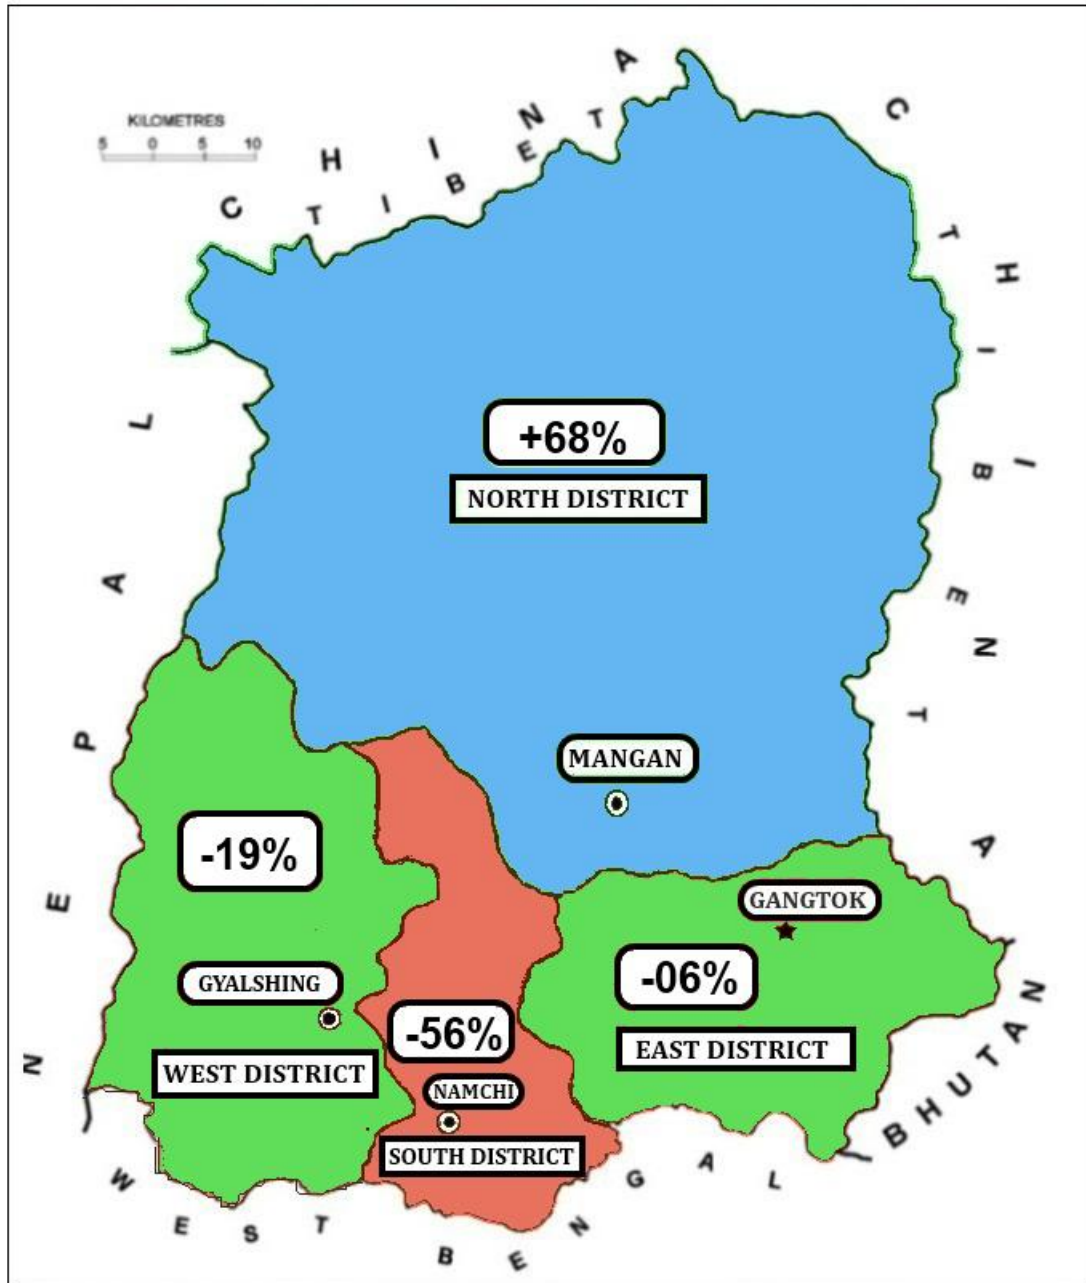 KILOMETRES
5 0 5 10
CHINA
TIBET
CHINA
TIBET
NEPAL
+68%
NORTH DISTRICT
MANGAN
-19%
GANGTOK
-06%
GYALSHING
-56%
EAST DISTRICT
WEST DISTRICT
NAMCHI
SOUTH DISTRICT
BHUTAN
WEST BENGAL